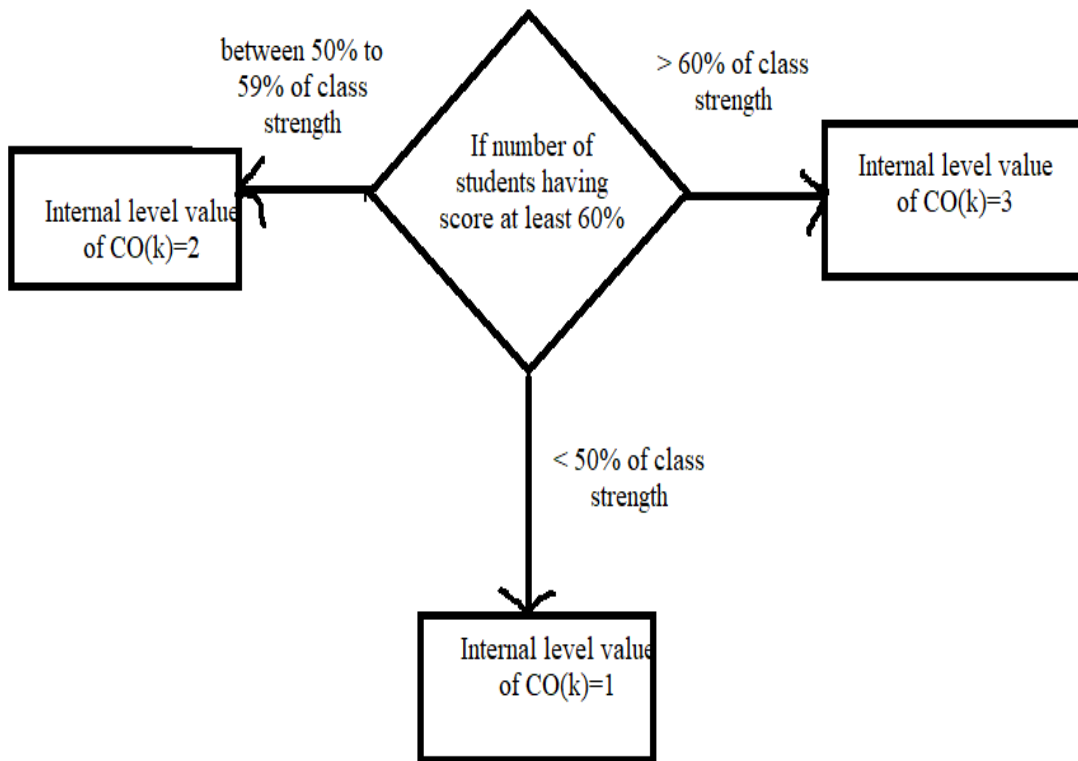 between 50% to
59% of class
strength
> 60% of class
strength
If number of
students having
score at least 60%
Internal level value
of CO(k)=2
Internal level value
of CO(k)=3
< 50% of class
strength
Internal level value
of CO(k)=1